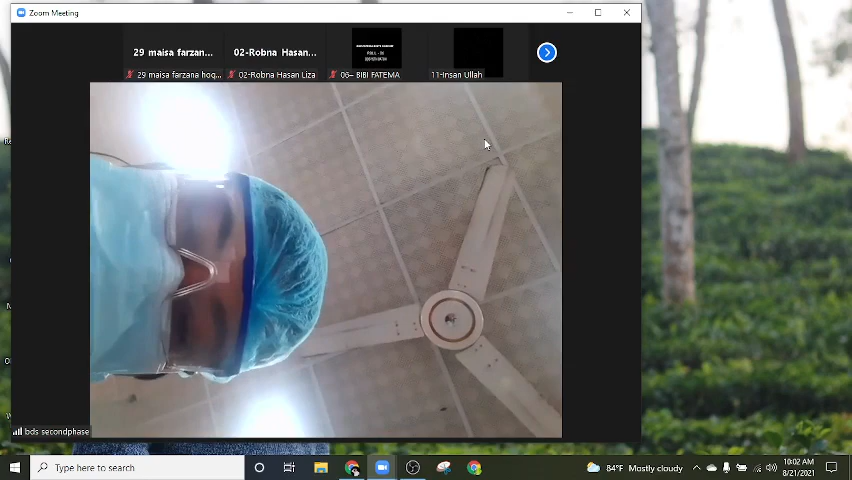 Zoom Meeting
29 maisa farzan...
02-Robna Hasan...
29 maisa farzana hoq...
02-Robna Hasan Liza
06– BIBI FATEMA
11-Insan Ullah
bds secondphase
Type here to search
84°F Mostly cloudy
10:02 AM
8/21/2021